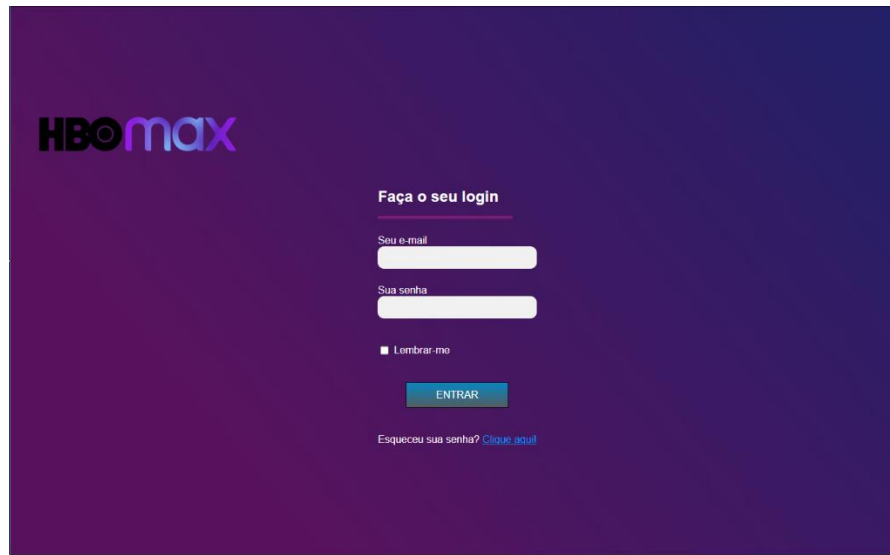 HBOmax
Faça o seu login
Seu e-mail
Sua senha
Lembrar-me
ENTRAR
Esqueceu sua senha? Clique aqui!